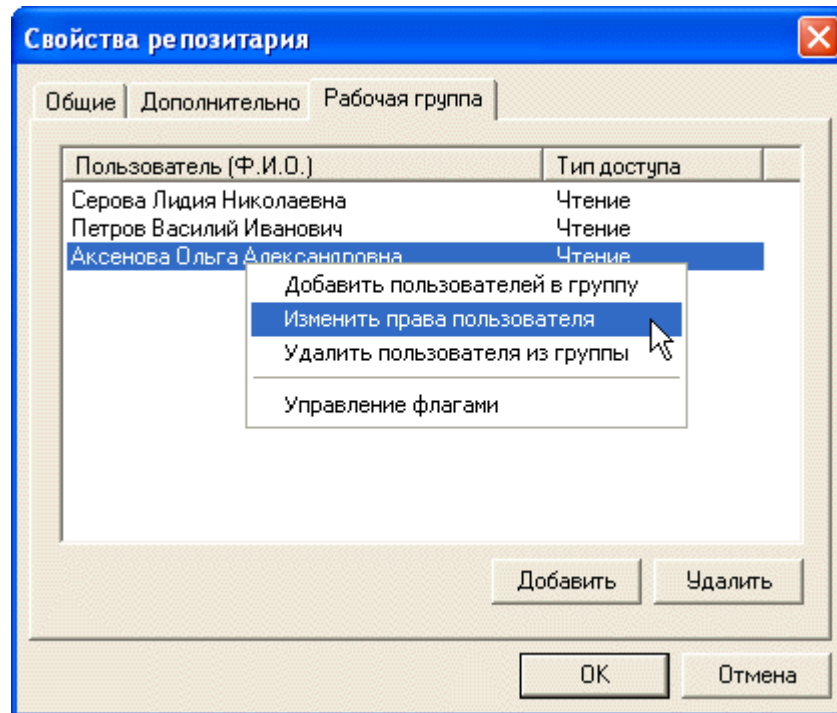 Свойства репозитария
Общие Дополнительно Рабочая группа
Пользователь (Ф.И.О.) Тип доступа
Серова Лидия Николаевна Чтение
Петров Василий Иванович Чтение
Аксенова Ольга Александровна Чтение
Добавить пользователей в группу
Изменить права пользователя
Удалить пользователя из группы
Управление флагами
Добавить Удалить
OK Отмена